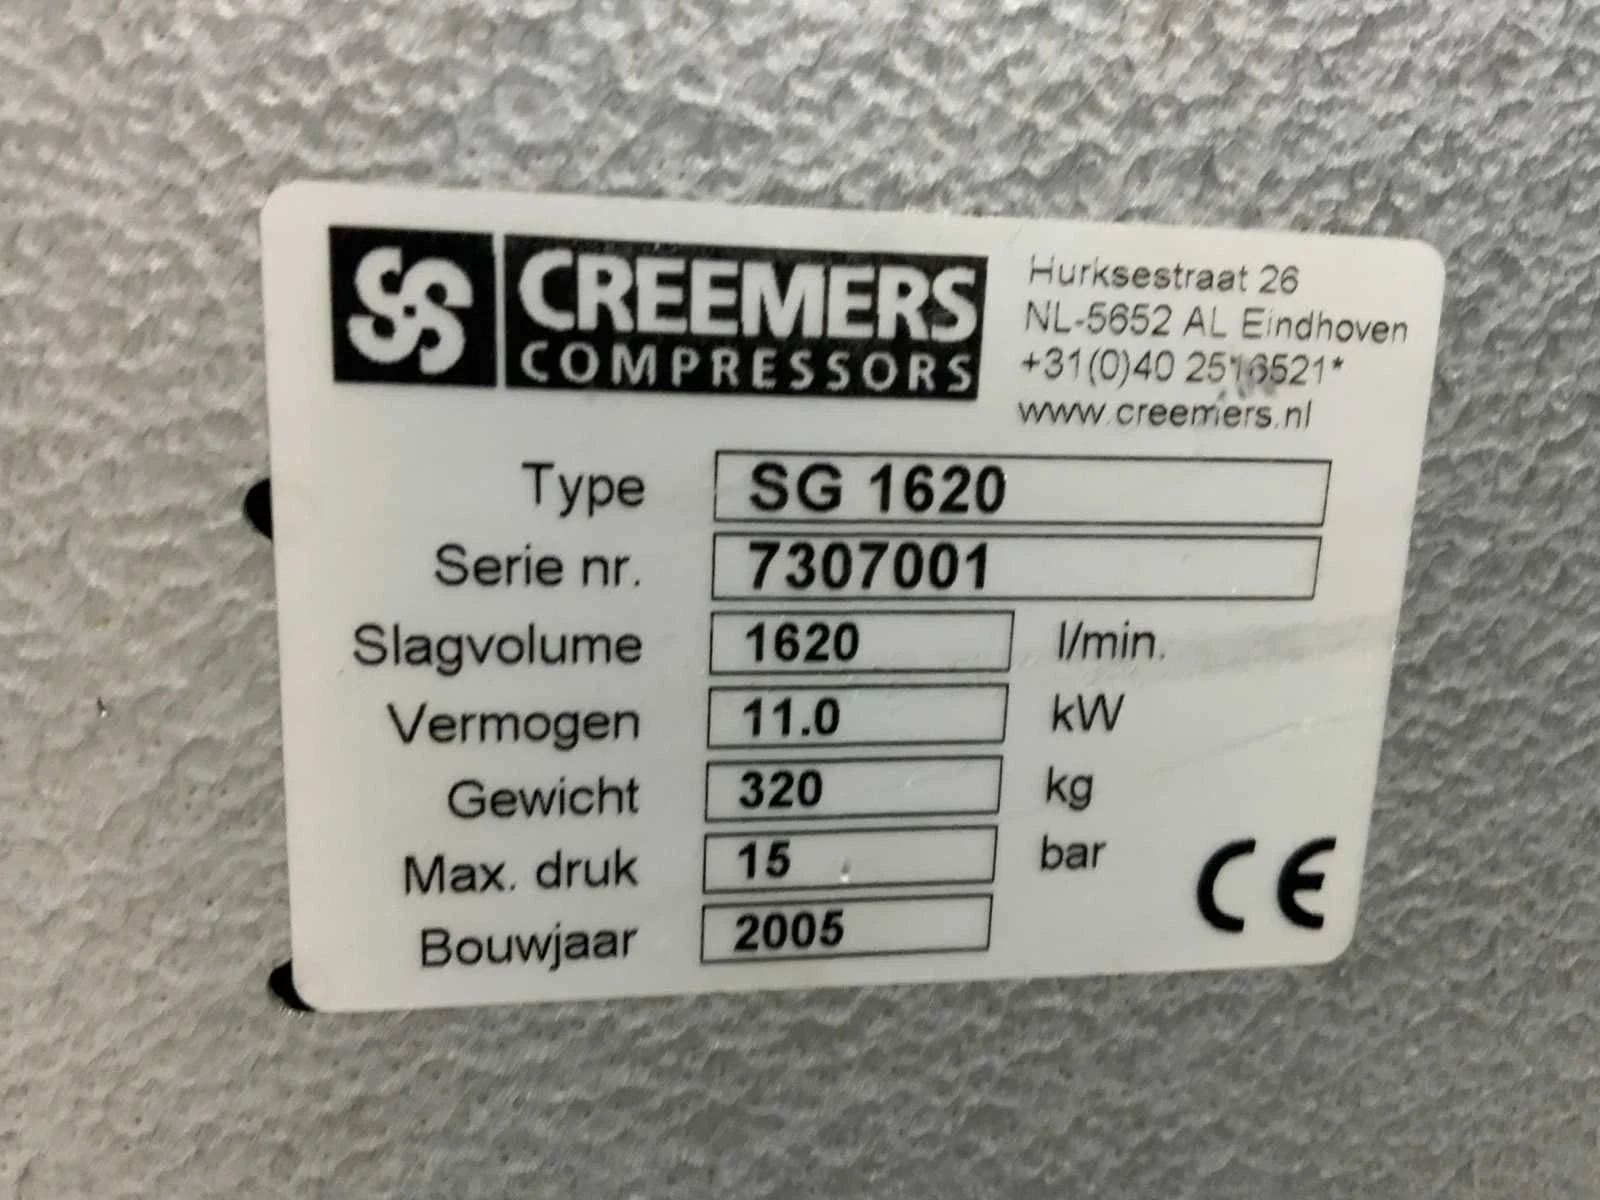 SS CREEMERS
COMPRESSORS
Hurksestraat 26
NL-5652 AL Eindhoven
+31(0)40 2516521*
www.creemers.nl
Type SG 1620
Serie nr. 7307001
Slagvolume 1620 l/min.
Vermogen 11.0 kW
Gewicht 320 kg
Max. druk 15 bar
Bouwjaar 2005
CE